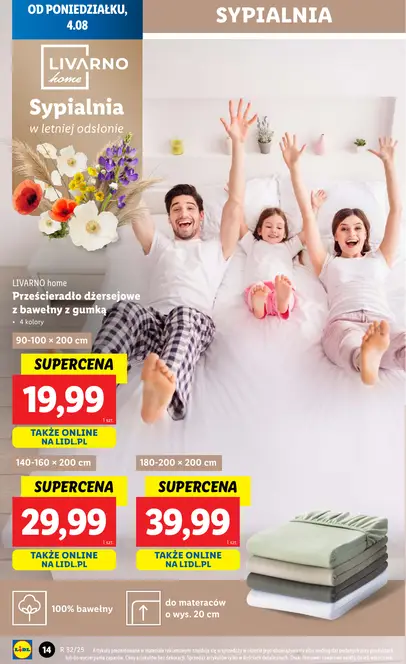 OD PONIEDZIAŁKU,
4.08
SYPIALNIA
LIVARNO
home
Sypialnia
w letniej odsłonie
LIVARNO home
Prześcieradło dżersejowe
z bawełny z gumką
• 4 kolory
90-100 × 200 cm
SUPERCENA
19,99
1 szt.
TAKŻE ONLINE
NA LIDL.PL
140-160 × 200 cm
SUPERCENA
29,99
1 szt.
TAKŻE ONLINE
NA LIDL.PL
180-200 × 200 cm
SUPERCENA
39,99
1 szt.
TAKŻE ONLINE
NA LIDL.PL
100% bawełny
do materaców
o wys. 20 cm
LIDL
14
R 32/25